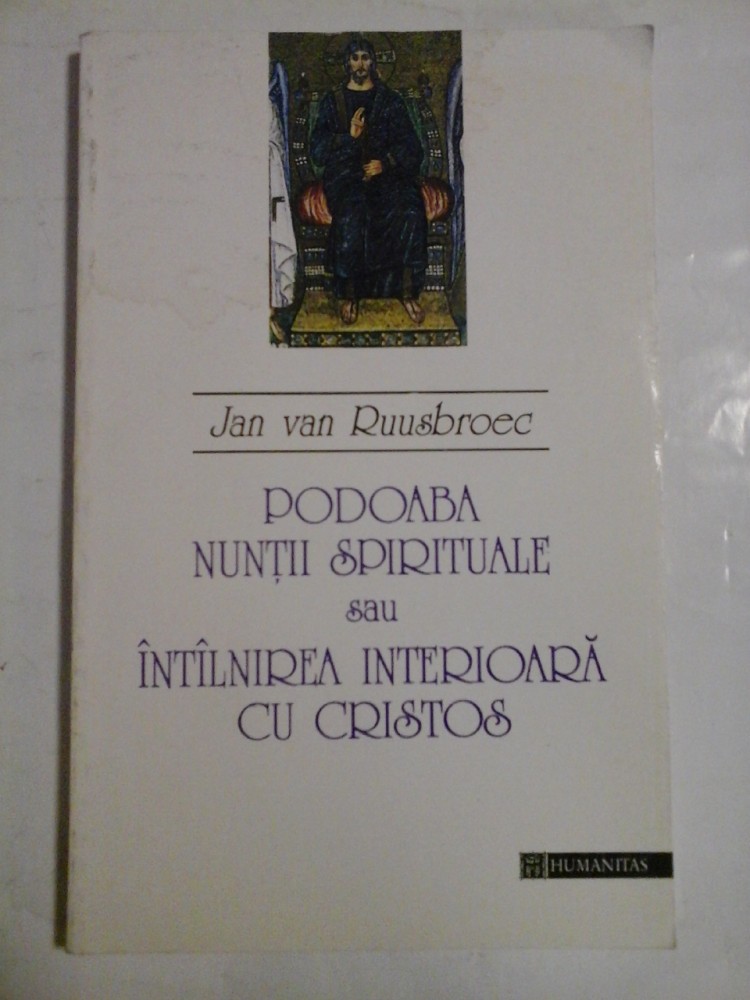 Jan van Ruusbroec
PODOABA
NUNȚII SPIRITUALE
sau
ÎNTÎLNIREA INTERIOARĂ
CU CRISTOS
HUMANITAS